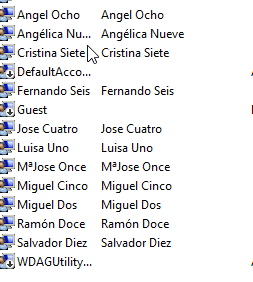 Angel Ocho Angel Ocho
Angélica Nu... Angélica Nueve
Cristina Siete Cristina Siete
DefaultAcco...
Fernando Seis Fernando Seis
Guest
Jose Cuatro Jose Cuatro
Luisa Uno Luisa Uno
MªJose Once MªJose Once
Miguel Cinco Miguel Cinco
Miguel Dos Miguel Dos
Ramón Doce Ramón Doce
Salvador Diez Salvador Diez
WDAGUtility...